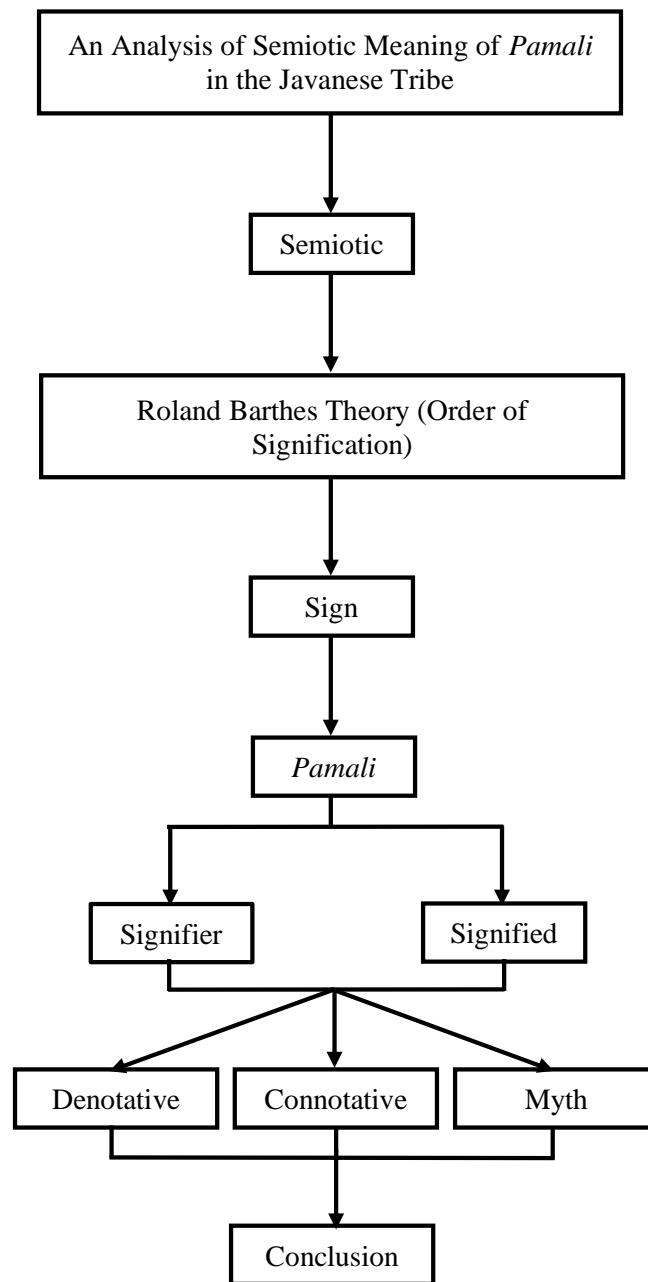 An Analysis of Semiotic Meaning of Pamali
in the Javanese Tribe
Semiotic
Roland Barthes Theory (Order of
Signification)
Sign
Pamali
Signifier
Signified
Denotative
Connotative
Myth
Conclusion